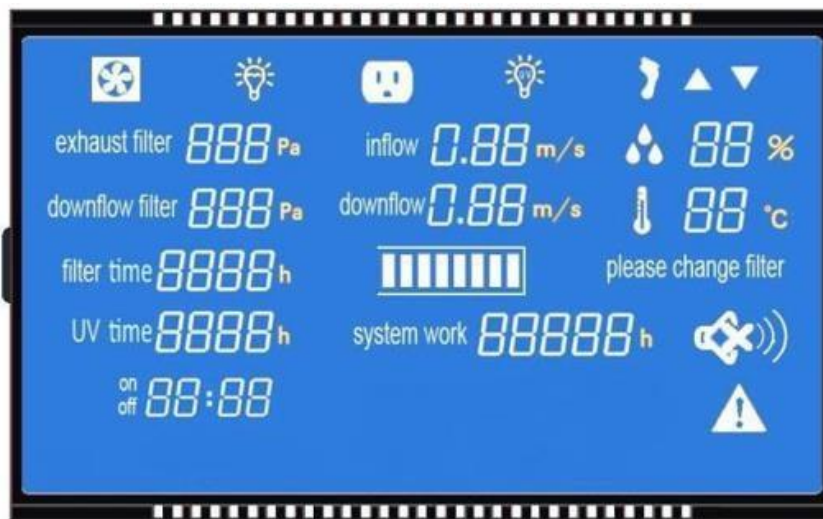 UV
exhaust filter 888 Pa
inflow 0.88 m/s
88 %
downflow filter 888 Pa
downflow 0.88 m/s
88 °C
filter time 8888 h
please change filter
UV time 8888 h
system work 88888 h
on
off 88:88